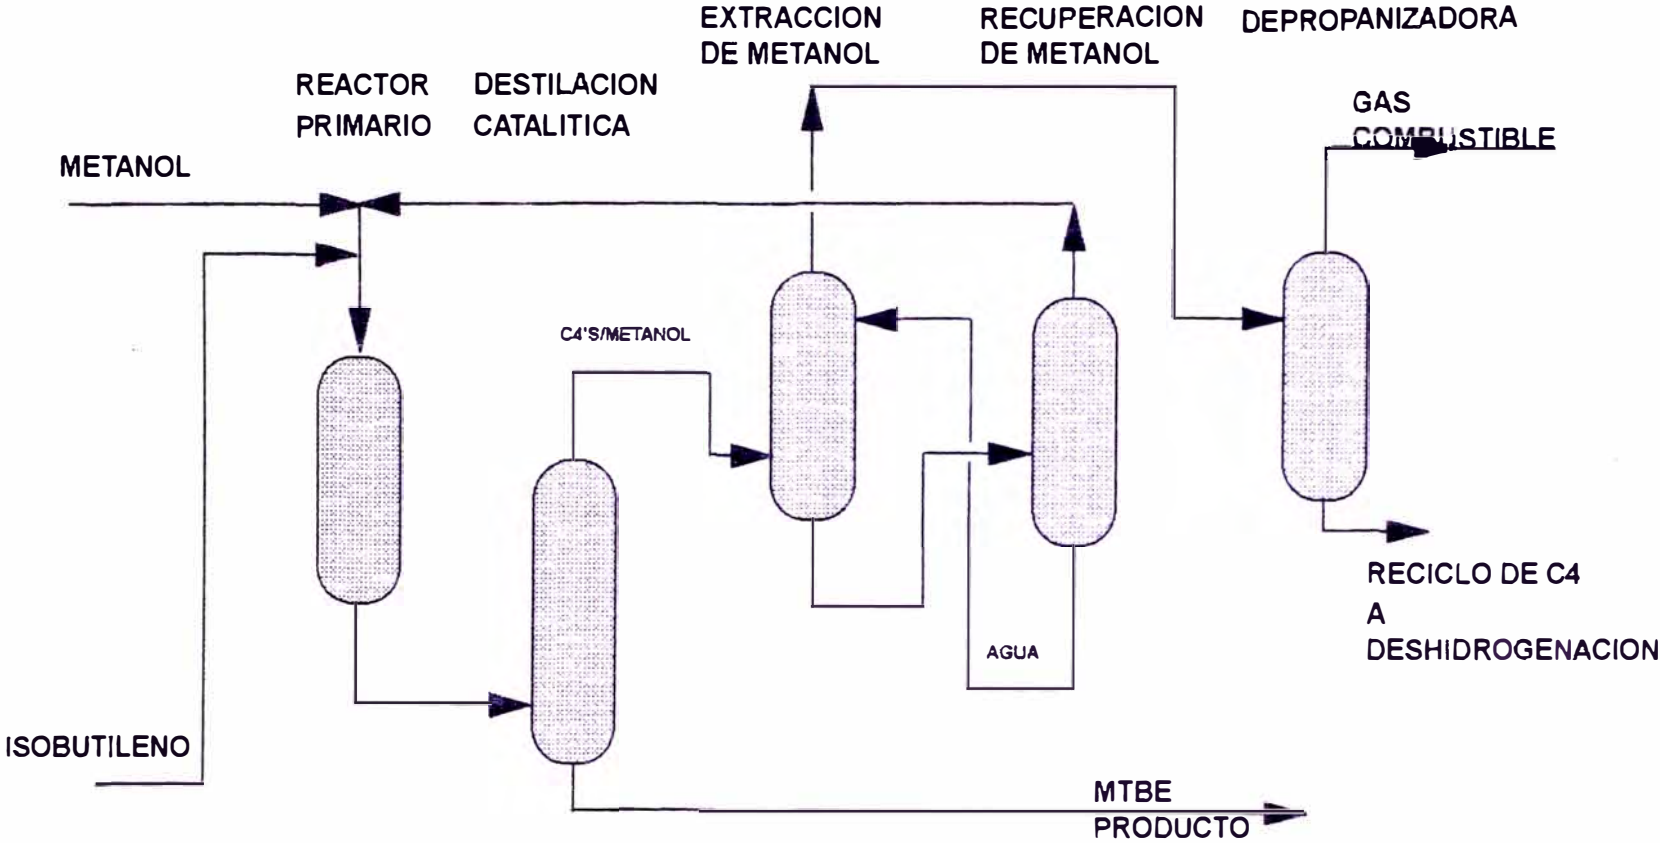 EXTRACCION
DE METANOL
RECUPERACION
DE METANOL
DEPROPANIZADORA
REACTOR
PRIMARIO
DESTILACION
CATALITICA
GAS
COMBUSTIBLE
METANOL
C4'S/METANOL
AGUA
RECICLO DE C4
A
DESHIDROGENACION
ISOBUTILENO
MTBE
PRODUCTO